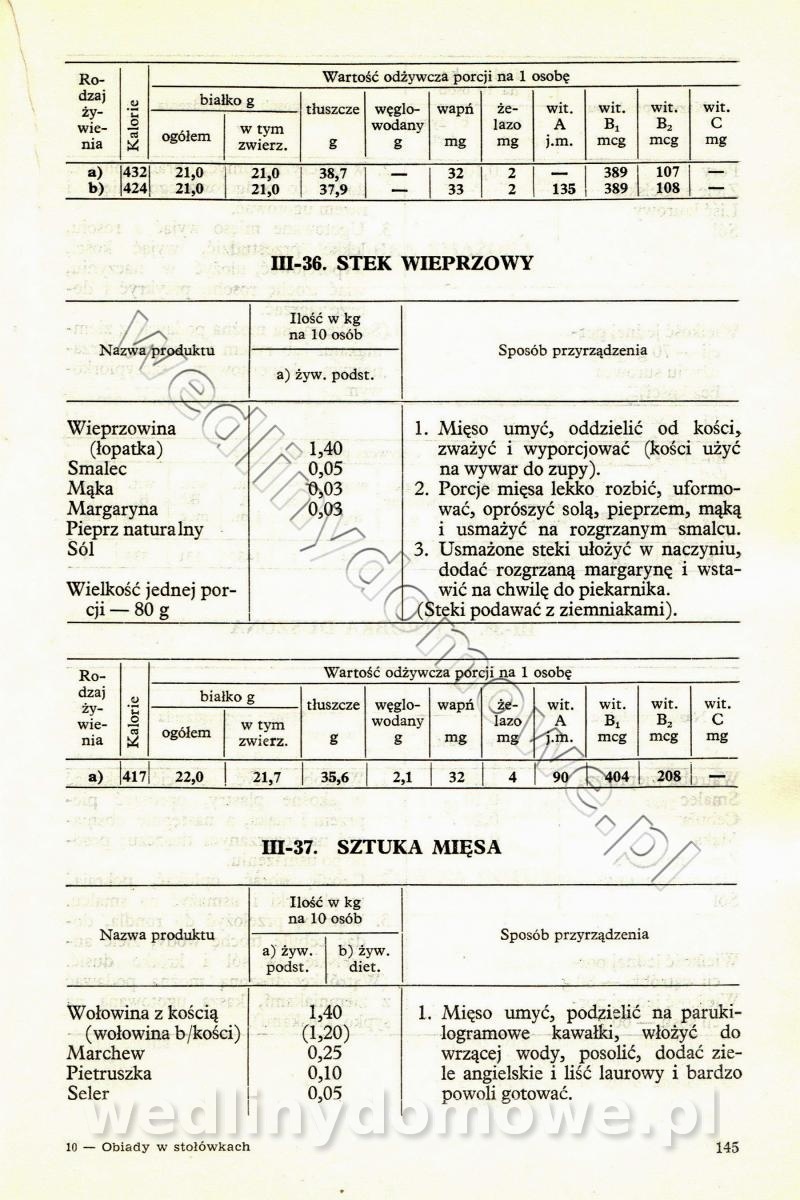 Ro-
dzaj
ży-
wie-
nia
Kalorie
Wartość odżywcza porcji na 1 osobę
białko g
ogółem
w tym
zwierz.
tłuszcze
g
węglo-
wodany
g
wapń
mg
że-
lazo
mg
wit.
A
j.m.
wit.
B₁
mcg
wit.
B₂
mcg
wit.
C
mg
a) 432 21,0 21,0 38,7 — 32 2 — 389 107 —
b) 424 21,0 21,0 37,9 — 33 2 135 389 108 —
III-36. STEK WIEPRZOWY
Nazwa produktu
Ilość w kg
na 10 osób
a) żyw. podst.
Sposób przyrządzenia
Wieprzowina
(łopatka) 1,40
Smalec 0,05
Mąka 0,03
Margaryna 0,03
Pieprz naturalny
Sól
Wielkość jednej por-
cji — 80 g
1. Mięso umyć, oddzielić od kości,
zważyć i wyporcjować (kości użyć
na wywar do zupy).
2. Porcje mięsa lekko rozbić, uformo-
wać, oprószyć solą, pieprzem, mąką
i usmażyć na rozgrzanym smalcu.
3. Usmażone steki ułożyć w naczyniu,
dodać rozgrzaną margarynę i wsta-
wić na chwilę do piekarnika.
(Steki podawać z ziemniakami).
Ro-
dzaj
ży-
wie-
nia
Kalorie
Wartość odżywcza porcji na 1 osobę
białko g
ogółem
w tym
zwierz.
tłuszcze
g
węglo-
wodany
g
wapń
mg
że-
lazo
mg
wit.
A
j.m.
wit.
B₁
mcg
wit.
B₂
mcg
wit.
C
mg
a) 417 22,0 21,7 35,6 2,1 32 4 90 404 208 —
III-37. SZTUKA MIĘSA
Nazwa produktu
Ilość w kg
na 10 osób
a) żyw.
podst.
b) żyw.
diet.
Sposób przyrządzenia
Wołowina z kością 1,40
(wołowina b/kości) (1,20)
Marchew 0,25
Pietruszka 0,10
Seler 0,05
1. Mięso umyć, podzielić na paruki-
logramowe kawałki, włożyć do
wrzącej wody, posolić, dodać zie-
le angielskie i liść laurowy i bardzo
powoli gotować.
10 — Obiady w stołówkach
145
wedlinydomowe.pl
wedlinydomowe.pl